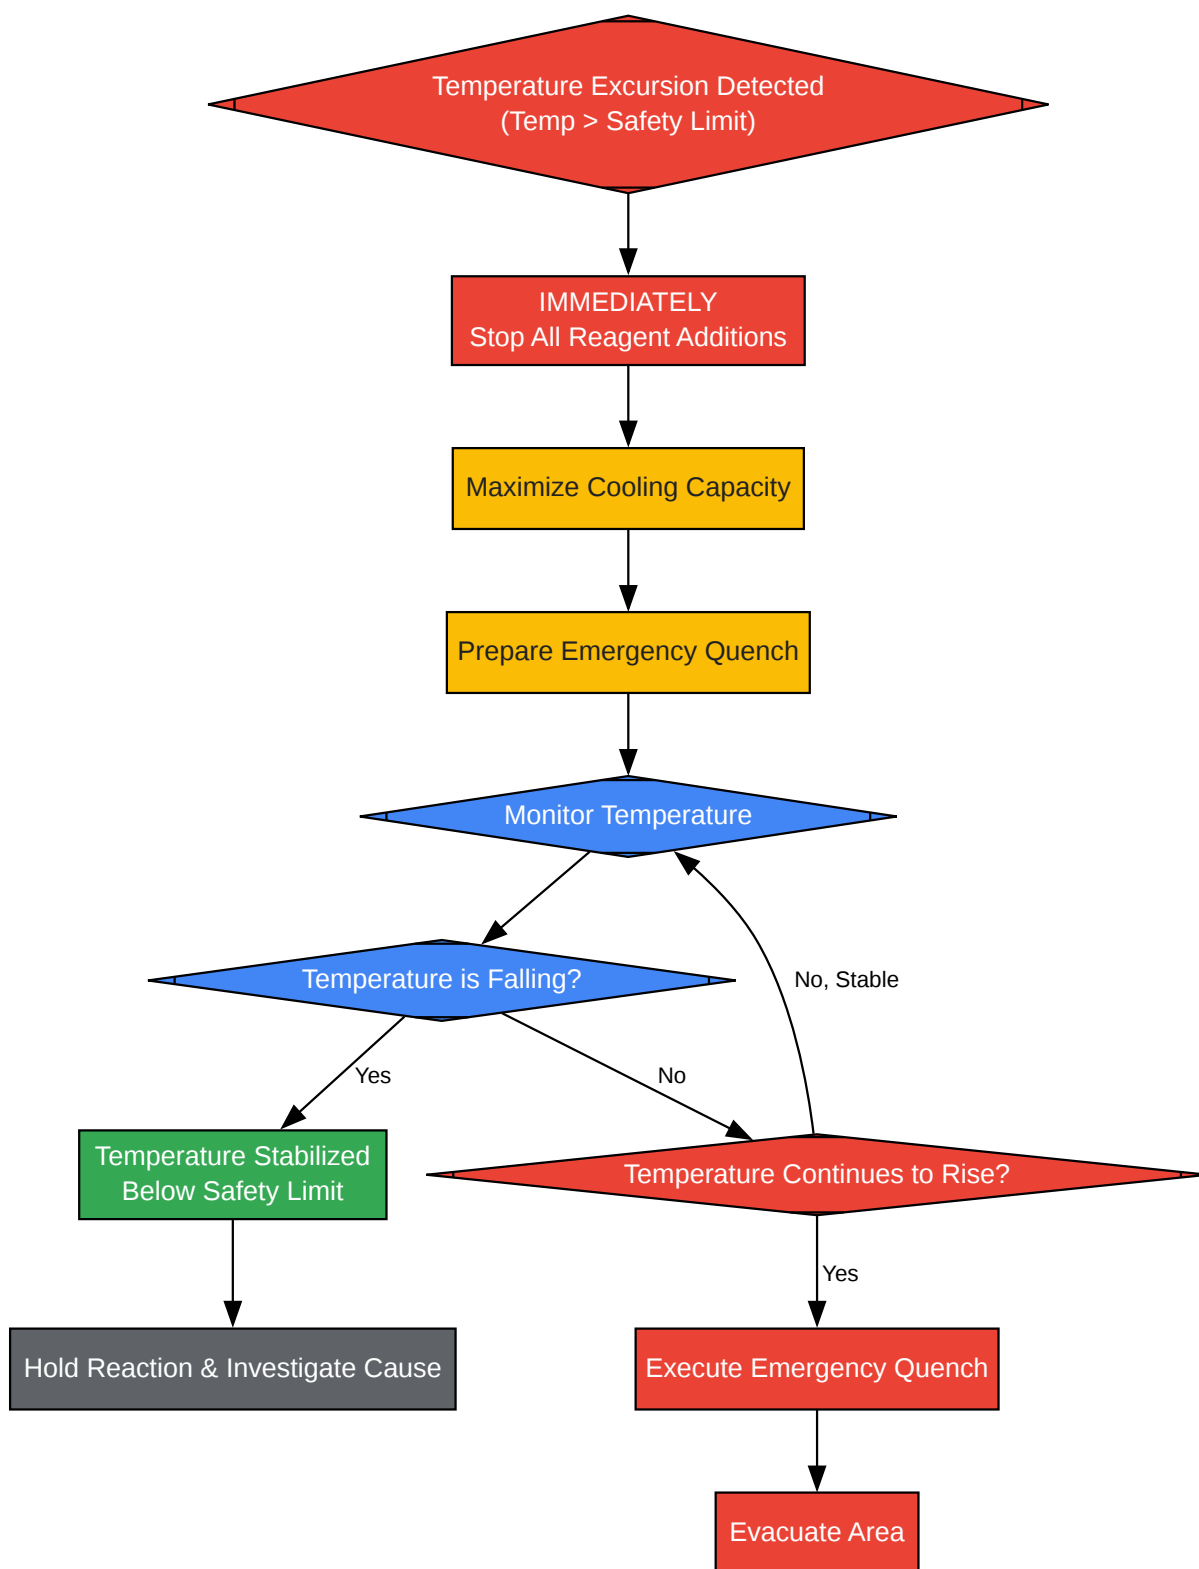 Temperature Excursion Detected
(Temp > Safety Limit)
IMMEDIATELY
Stop All Reagent Additions
Maximize Cooling Capacity
Prepare Emergency Quench
Monitor Temperature
Temperature is Falling?
No, Stable
Yes
No
Temperature Stabilized
Below Safety Limit
Temperature Continues to Rise?
Yes
Hold Reaction & Investigate Cause
Execute Emergency Quench
Evacuate Area